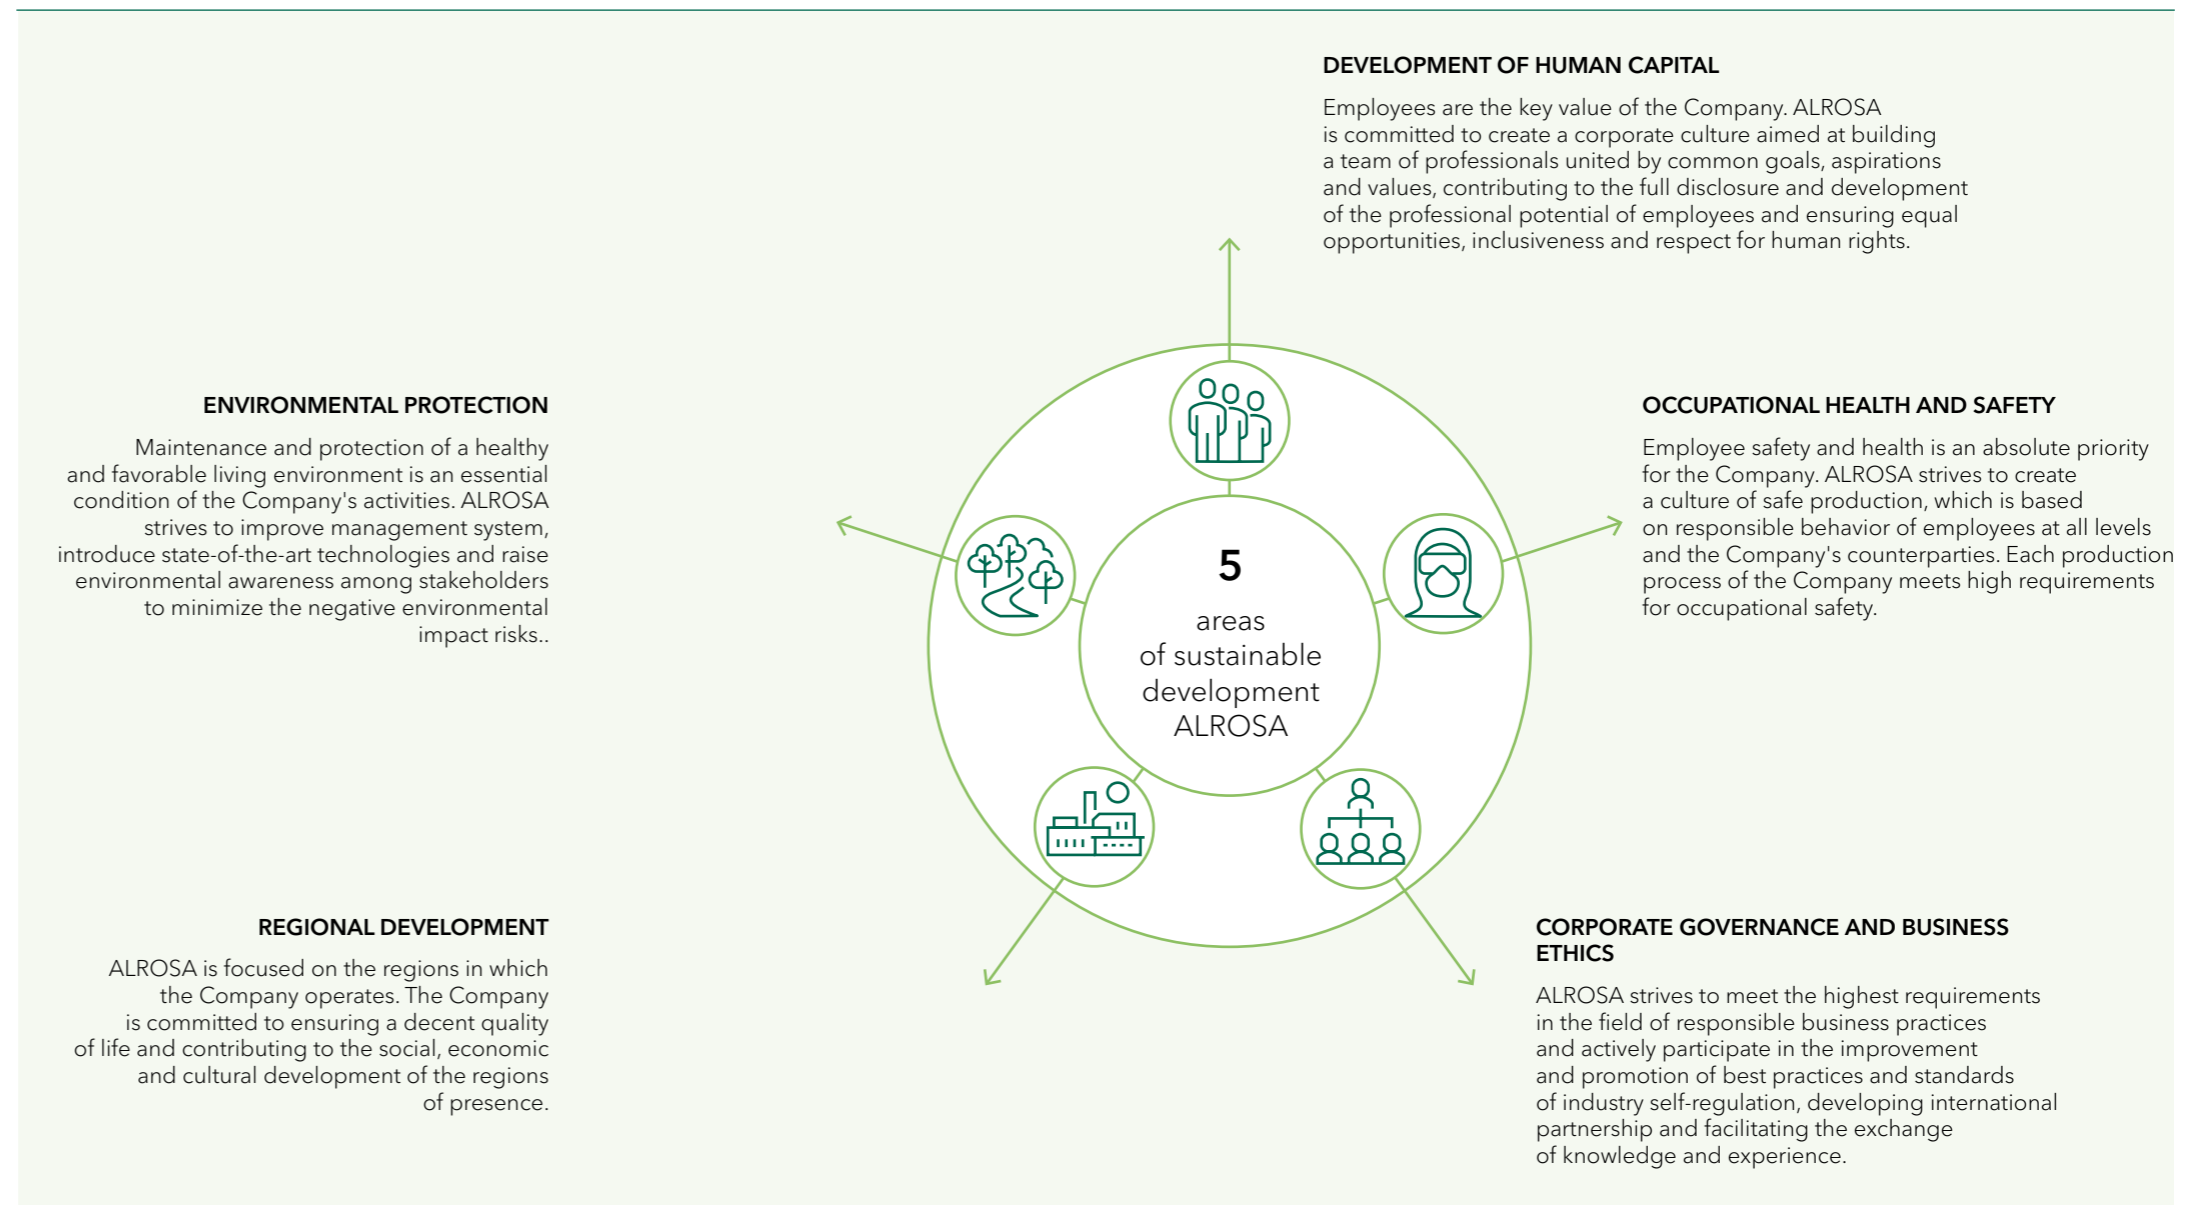 DEVELOPMENT OF HUMAN CAPITAL
Employees are the key value of the Company. ALROSA
is committed to create a corporate culture aimed at building
a team of professionals united by common goals, aspirations
and values, contributing to the full disclosure and development
of the professional potential of employees and ensuring equal
opportunities, inclusiveness and respect for human rights.
ENVIRONMENTAL PROTECTION
Maintenance and protection of a healthy
and favorable living environment is an essential
condition of the Company's activities. ALROSA
strives to improve management system,
introduce state-of-the-art technologies and raise
environmental awareness among stakeholders
to minimize the negative environmental
impact risks..
5
areas
of sustainable
development
ALROSA
OCCUPATIONAL HEALTH AND SAFETY
Employee safety and health is an absolute priority
for the Company. ALROSA strives to create
a culture of safe production, which is based
on responsible behavior of employees at all levels
and the Company's counterparties. Each production
process of the Company meets high requirements
for occupational safety.
REGIONAL DEVELOPMENT
ALROSA is focused on the regions in which
the Company operates. The Company
is committed to ensuring a decent quality
of life and contributing to the social, economic
and cultural development of the regions
of presence.
CORPORATE GOVERNANCE AND BUSINESS
ETHICS
ALROSA strives to meet the highest requirements
in the field of responsible business practices
and actively participate in the improvement
and promotion of best practices and standards
of industry self-regulation, developing international
partnership and facilitating the exchange
of knowledge and experience.